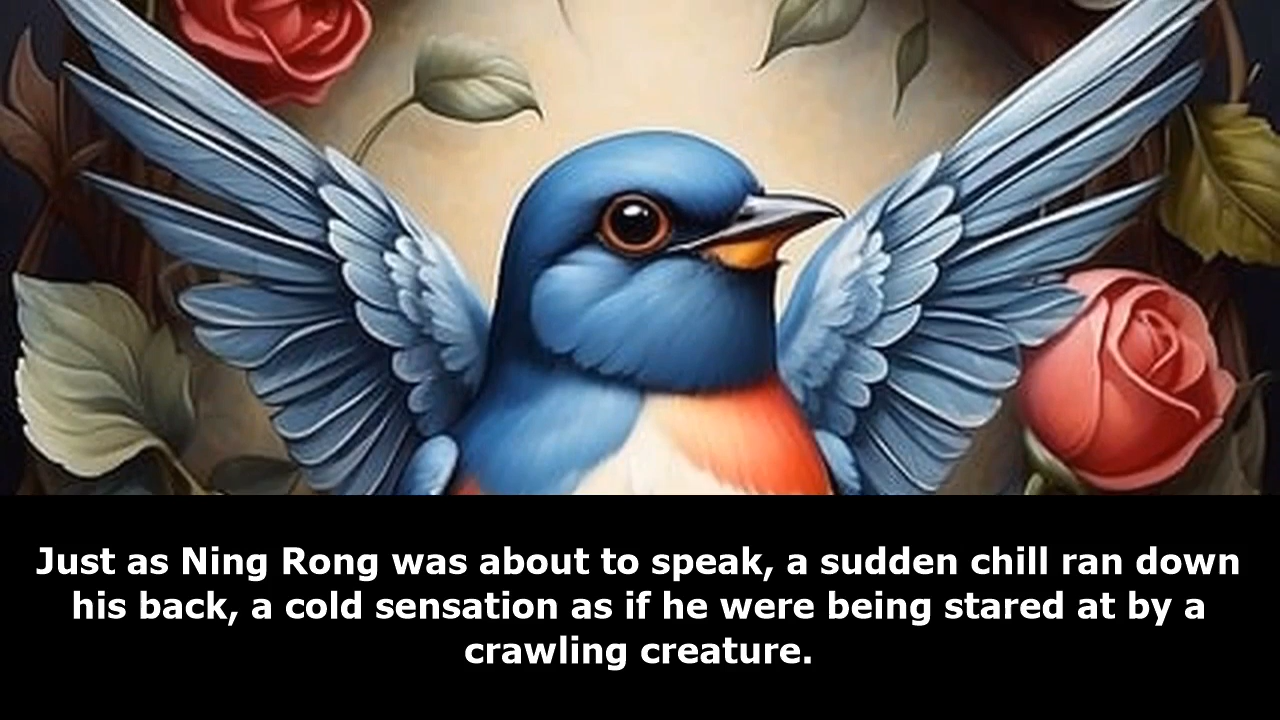 Just as Ning Rong was about to speak, a sudden chill ran down
his back, a cold sensation as if he were being stared at by a
crawling creature.